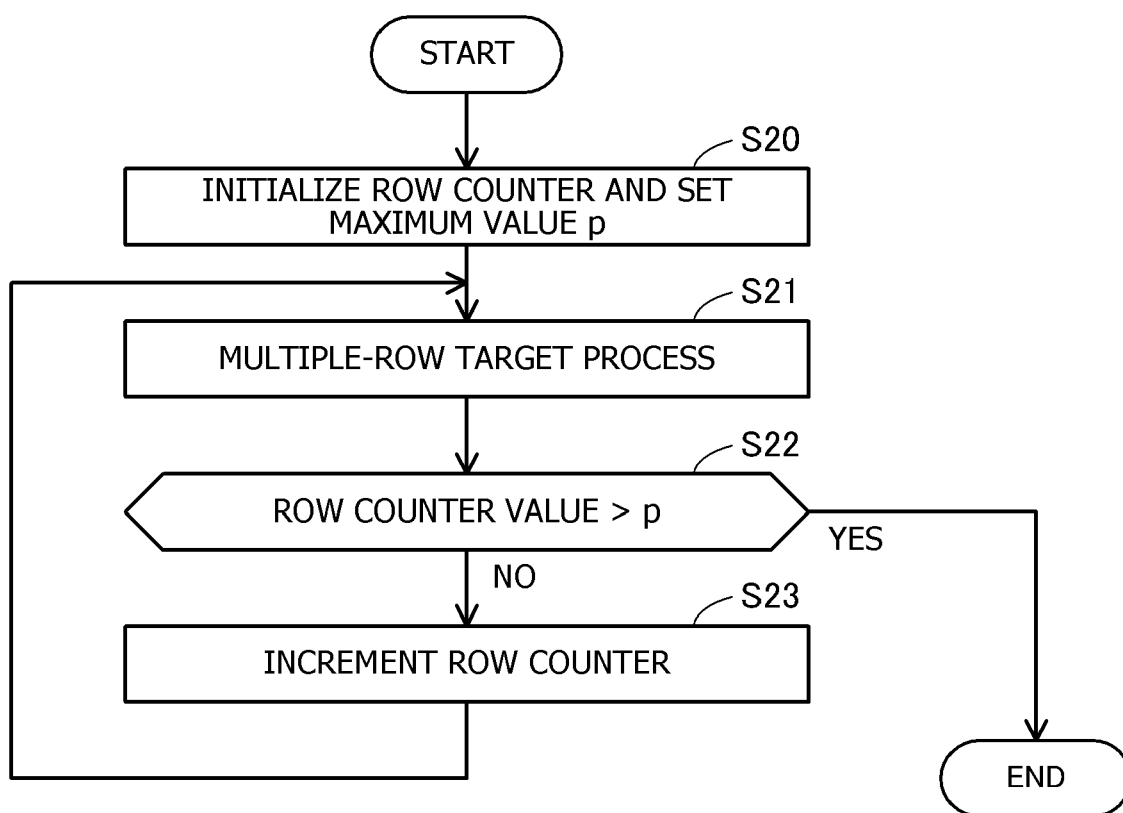 START
S20
INITIALIZE ROW COUNTER AND SET
MAXIMUM VALUE p
S21
MULTIPLE-ROW TARGET PROCESS
S22
ROW COUNTER VALUE > p
YES
NO
S23
INCREMENT ROW COUNTER
END